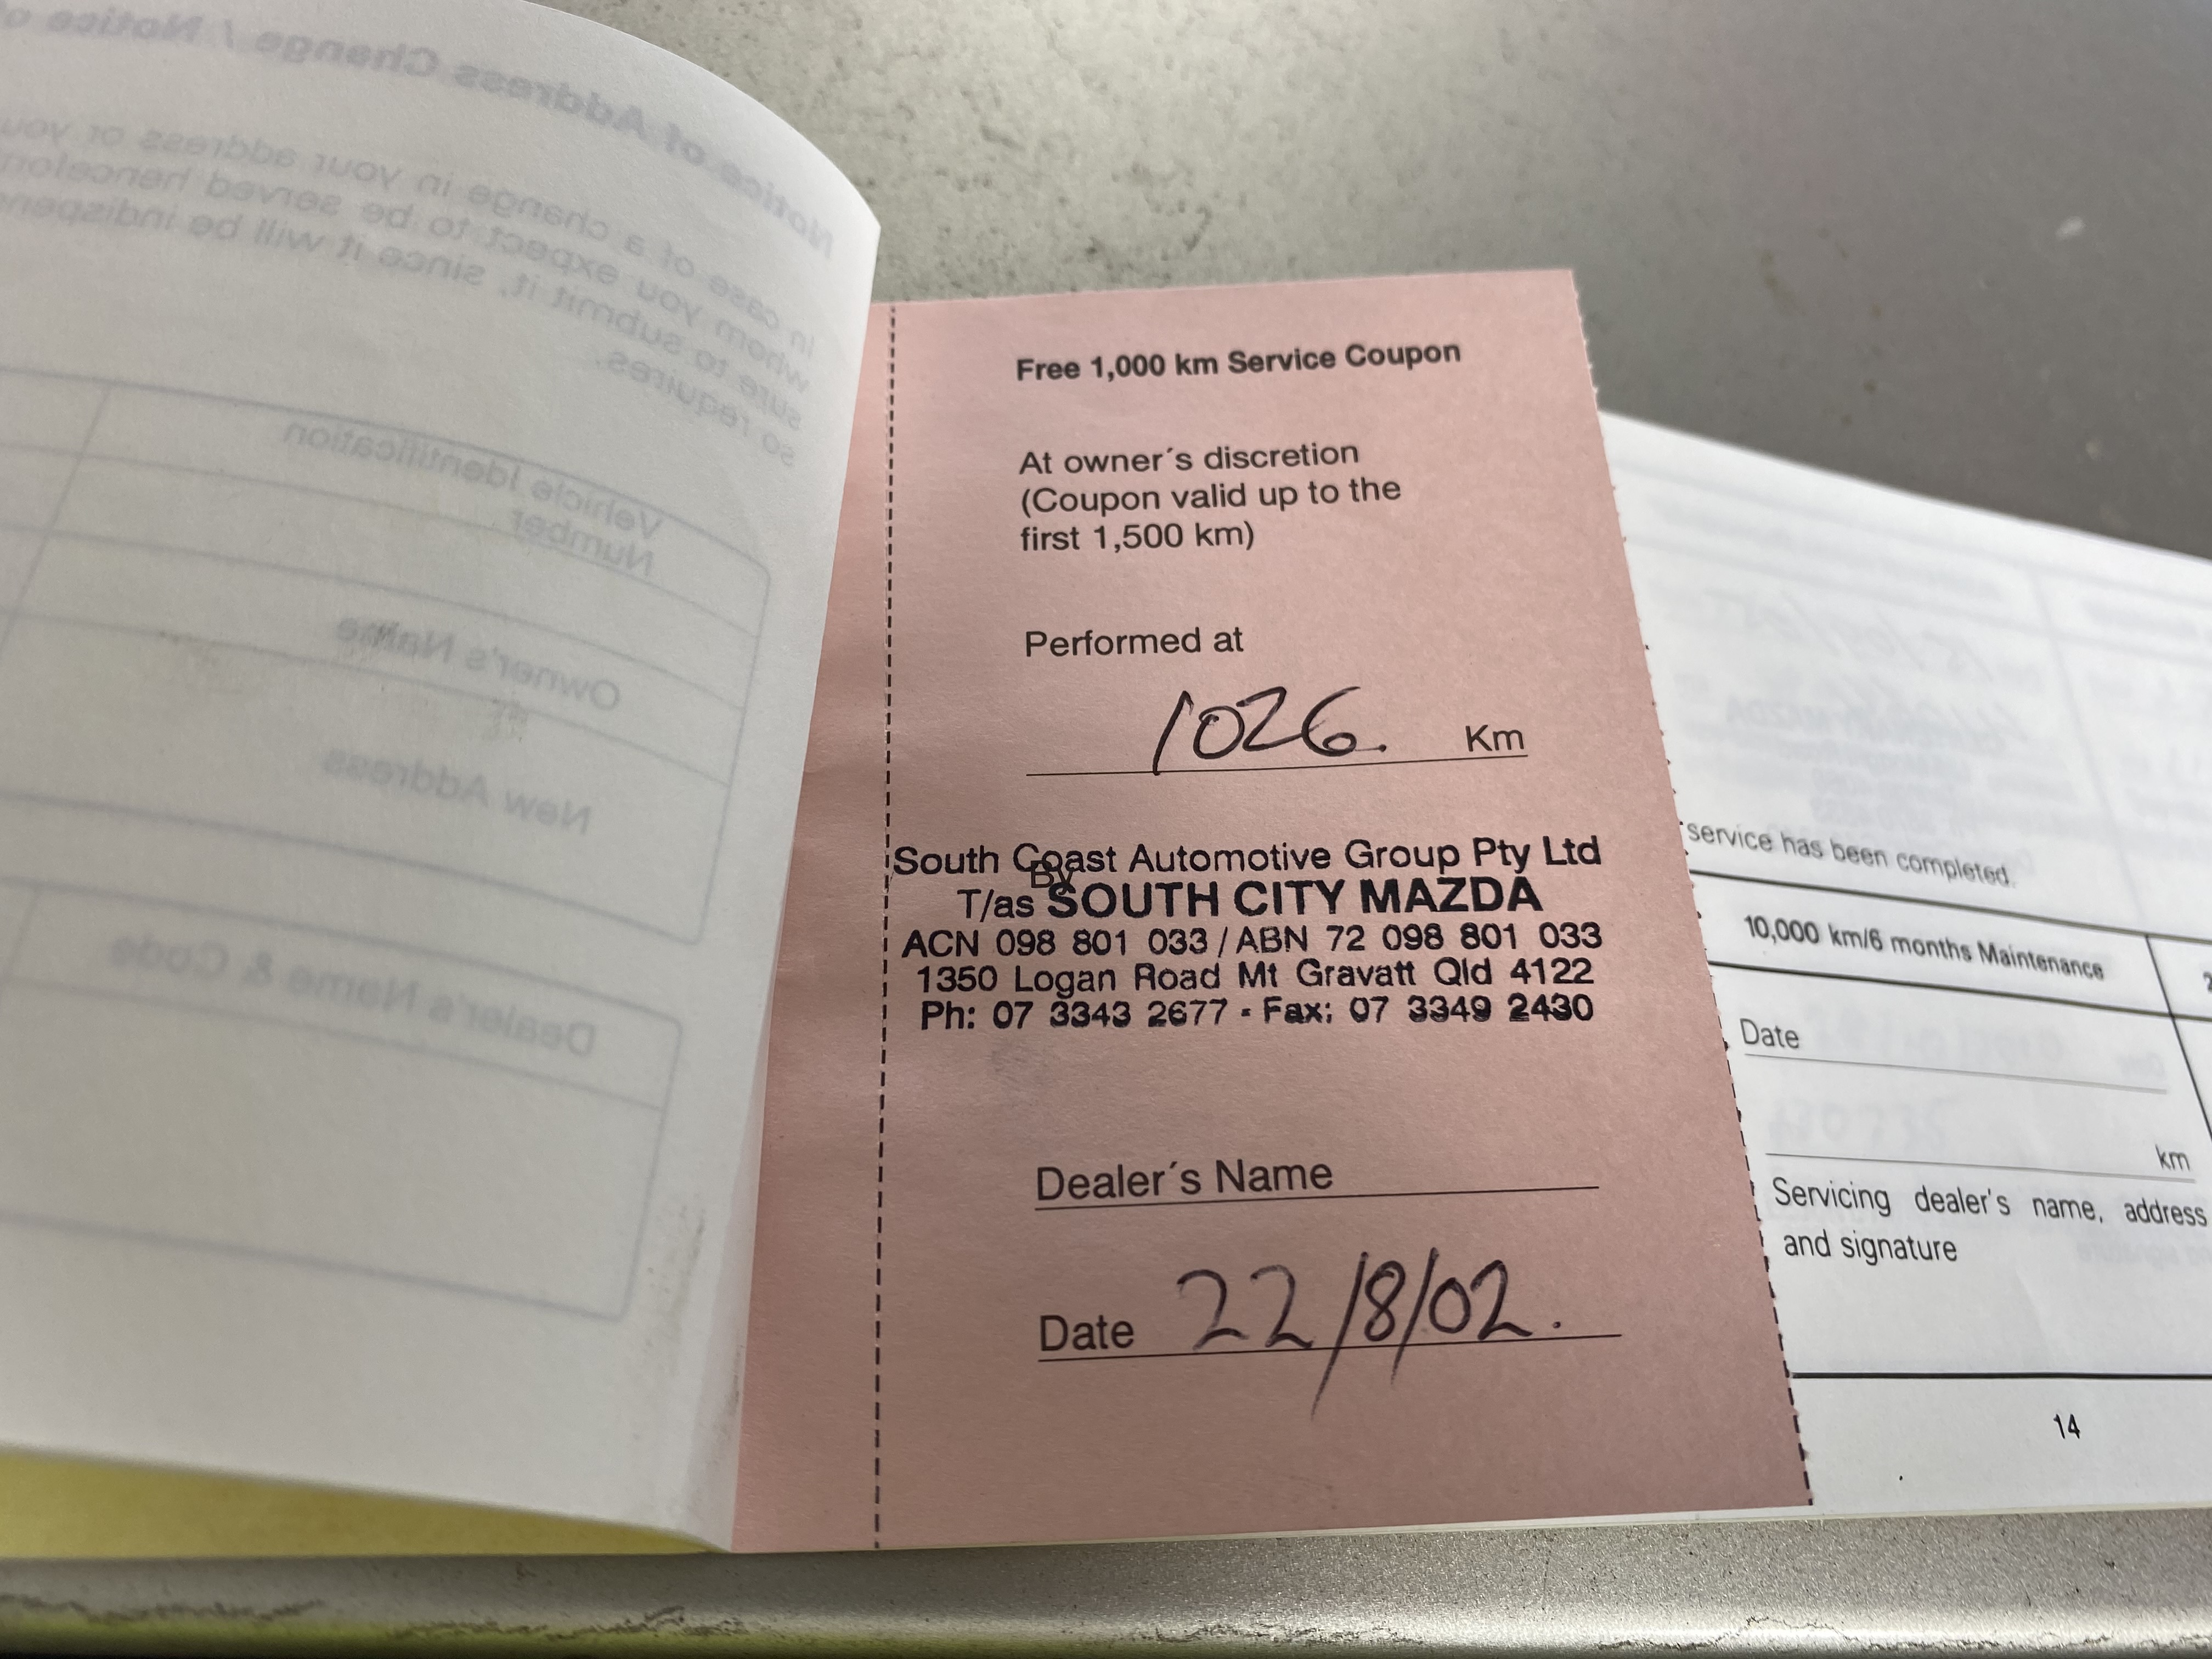 Notice of Address Change / Notice of
In case of a change in your address or you
whom you expect to be served henceforth
sure to submit it, since it will be indispens
so requires.
Vehicle Identification
Number
Owner's Name
New Address
Dealer's Name & Code
Free 1,000 km Service Coupon
At owner´s discretion
(Coupon valid up to the
first 1,500 km)
Performed at
1026. Km
South Coast Automotive Group Pty Ltd
By
T/as SOUTH CITY MAZDA
ACN 098 801 033 / ABN 72 098 801 033
1350 Logan Road Mt Gravatt Qld 4122
Ph: 07 3343 2677 - Fax: 07 3349 2430
Dealer´s Name
Date 22/8/02.
service has been completed.
10,000 km/6 months Maintenance
Date
km
Servicing dealer's name, address
and signature
14